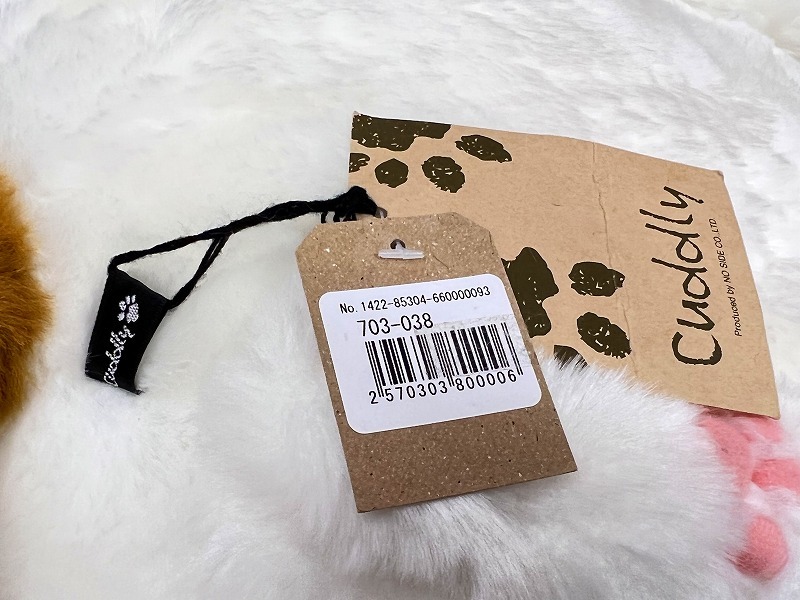 No. 1422-85304-660000093
703-038
2 570303 800006
Cuddly
Produced by NO SIDE CO.,LTD.
Cuddly